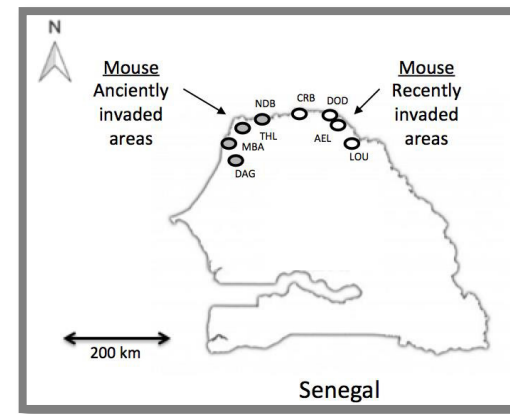 N
Mouse
Anciently
invaded
areas
Mouse
Recently
invaded
areas
NDB
CRB
DOD
THL
AEL
MBA
LOU
DAG
200 km
Senegal